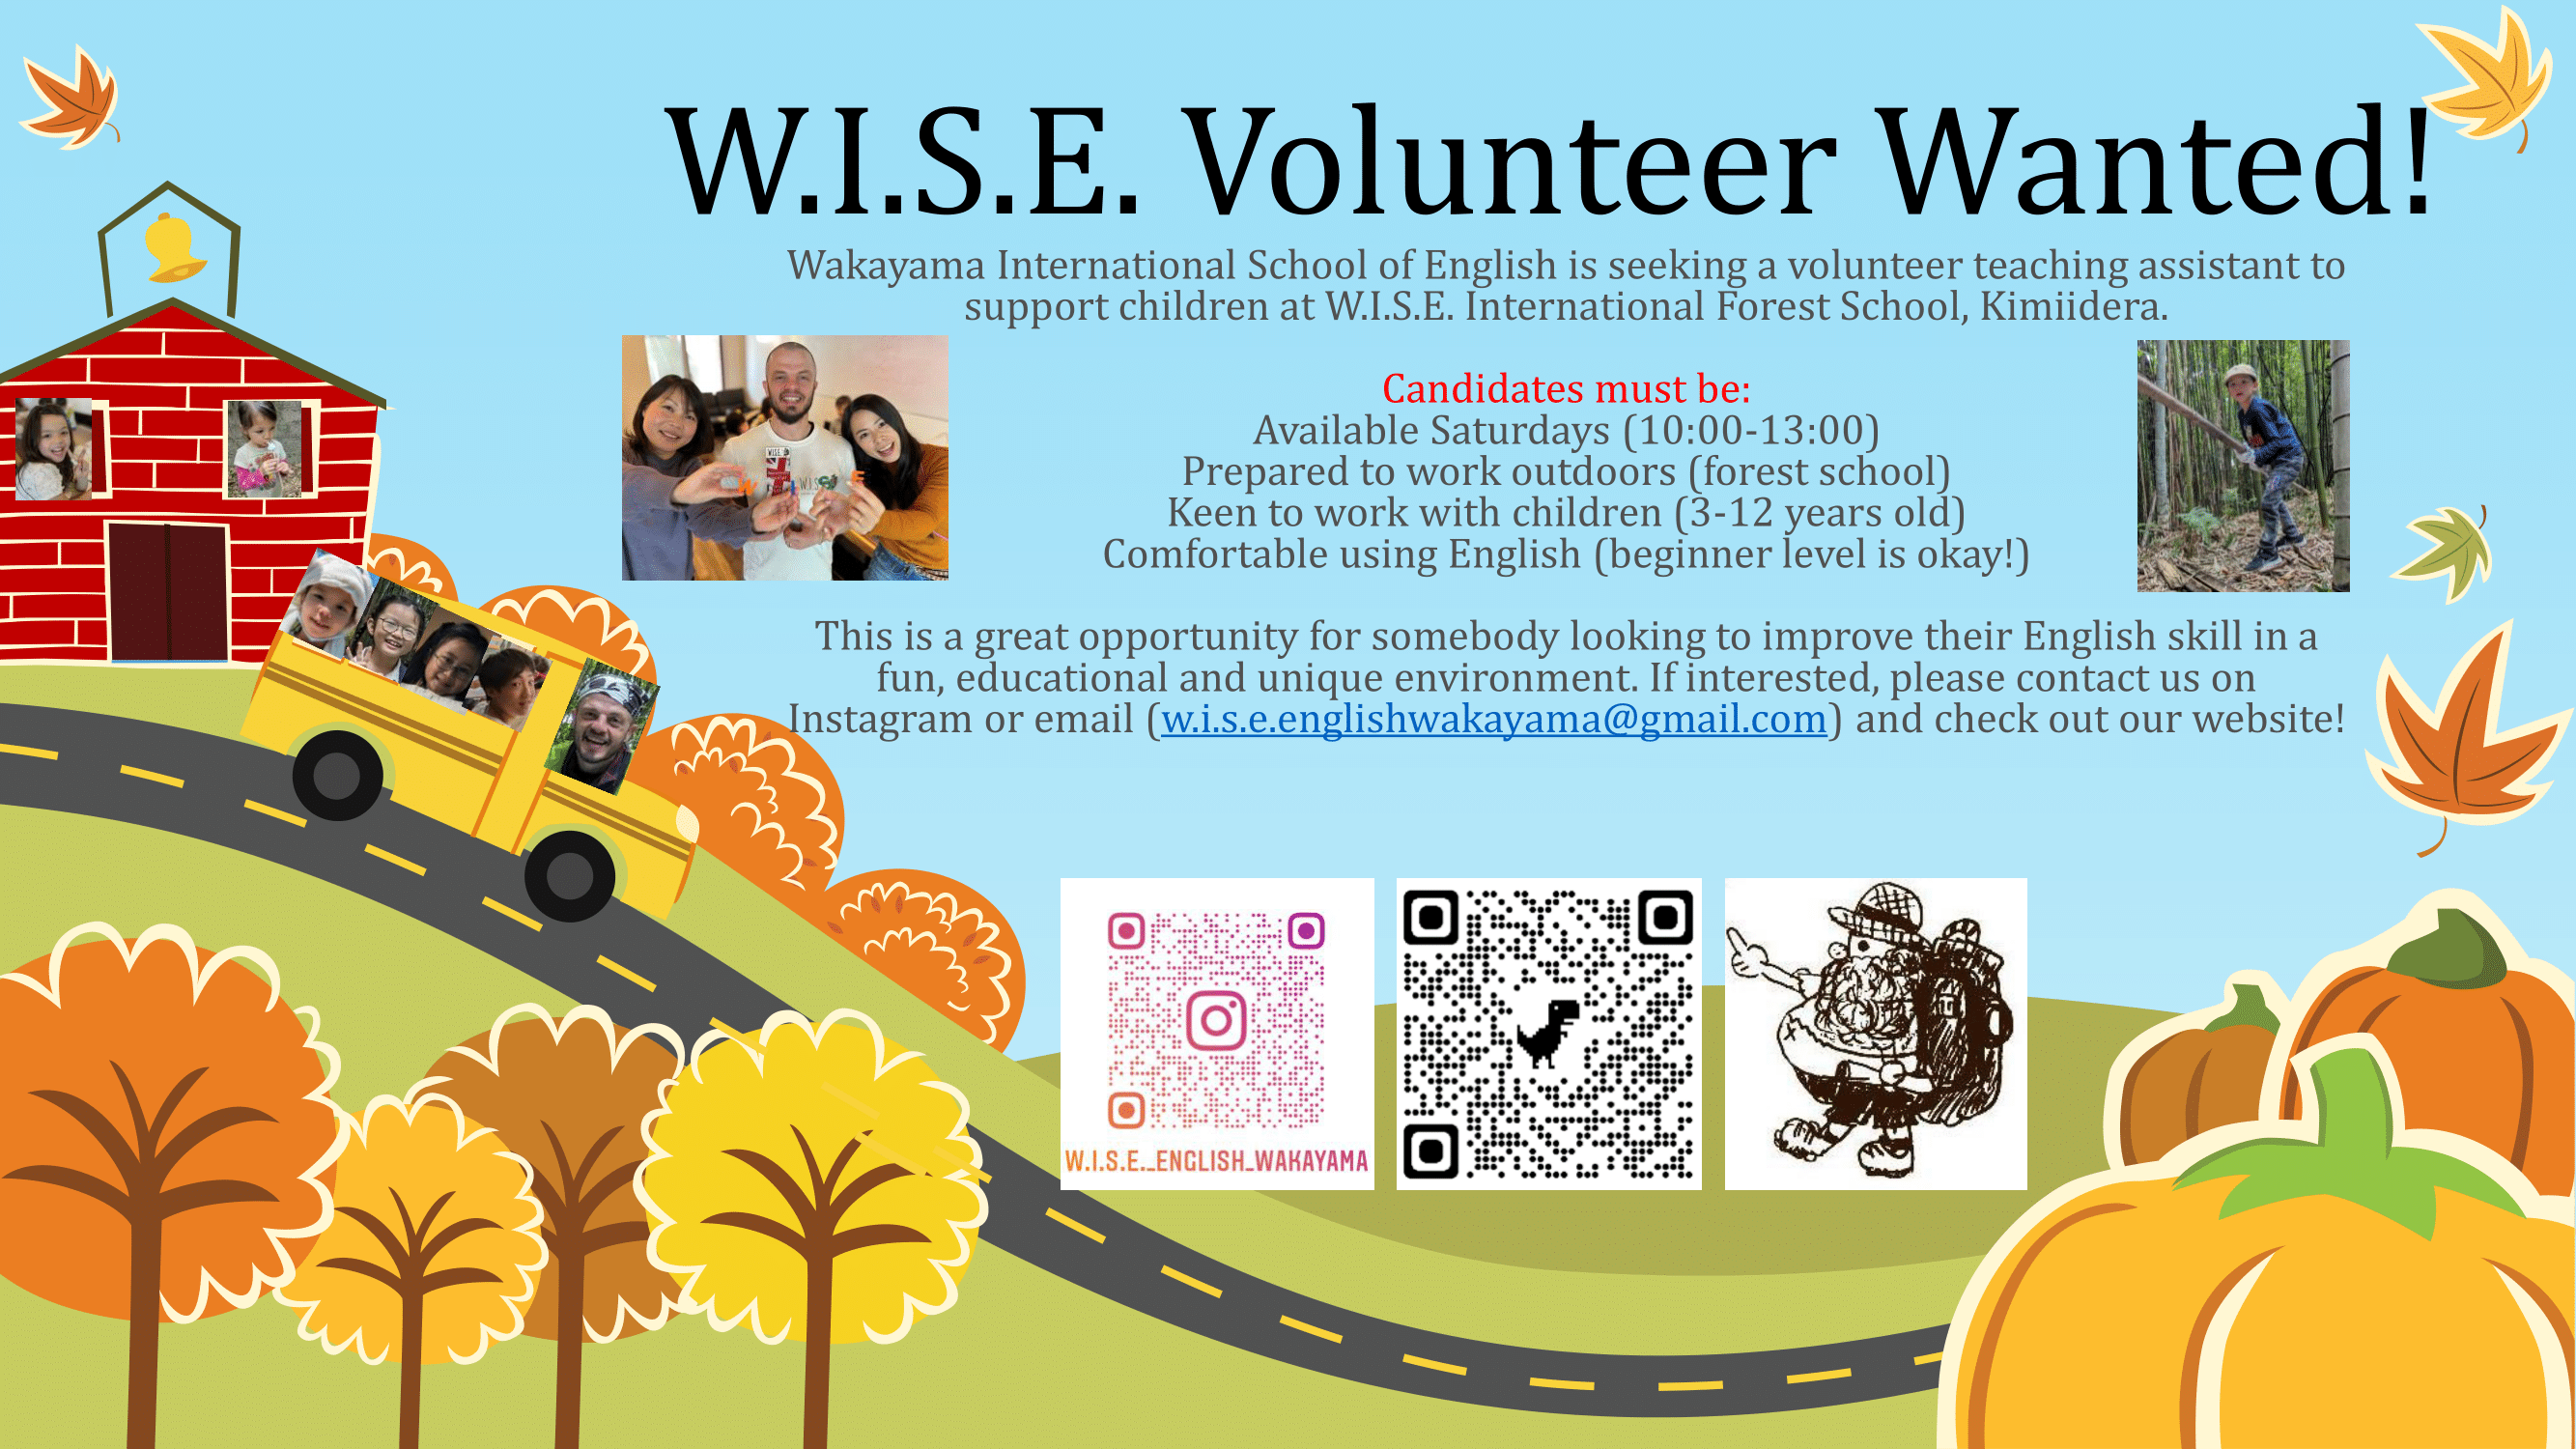 W.I.S.E. Volunteer Wanted!
Wakayama International School of English is seeking a volunteer teaching assistant to
support children at W.I.S.E. International Forest School, Kimiidera.
Candidates must be:
Available Saturdays (10:00-13:00)
Prepared to work outdoors (forest school)
Keen to work with children (3-12 years old)
Comfortable using English (beginner level is okay!)
This is a great opportunity for somebody looking to improve their English skill in a
fun, educational and unique environment. If interested, please contact us on
Instagram or email (w.i.s.e.englishwakayama@gmail.com) and check out our website!
W.I.S.E._ENGLISH_WAKAYAMA